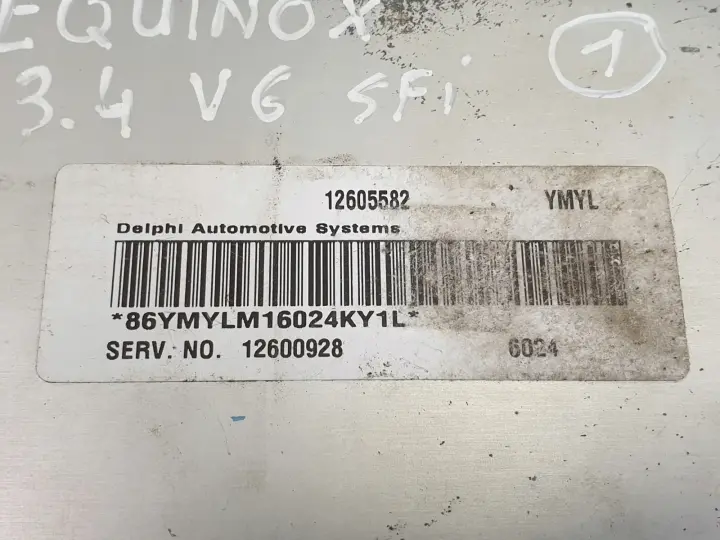 EQUINOX
3.4 V6 SFi
1
12605582 YMYL
Delphi Automotive Systems
*86YMYLM16024KY1L*
SERV. NO. 12600928 6024